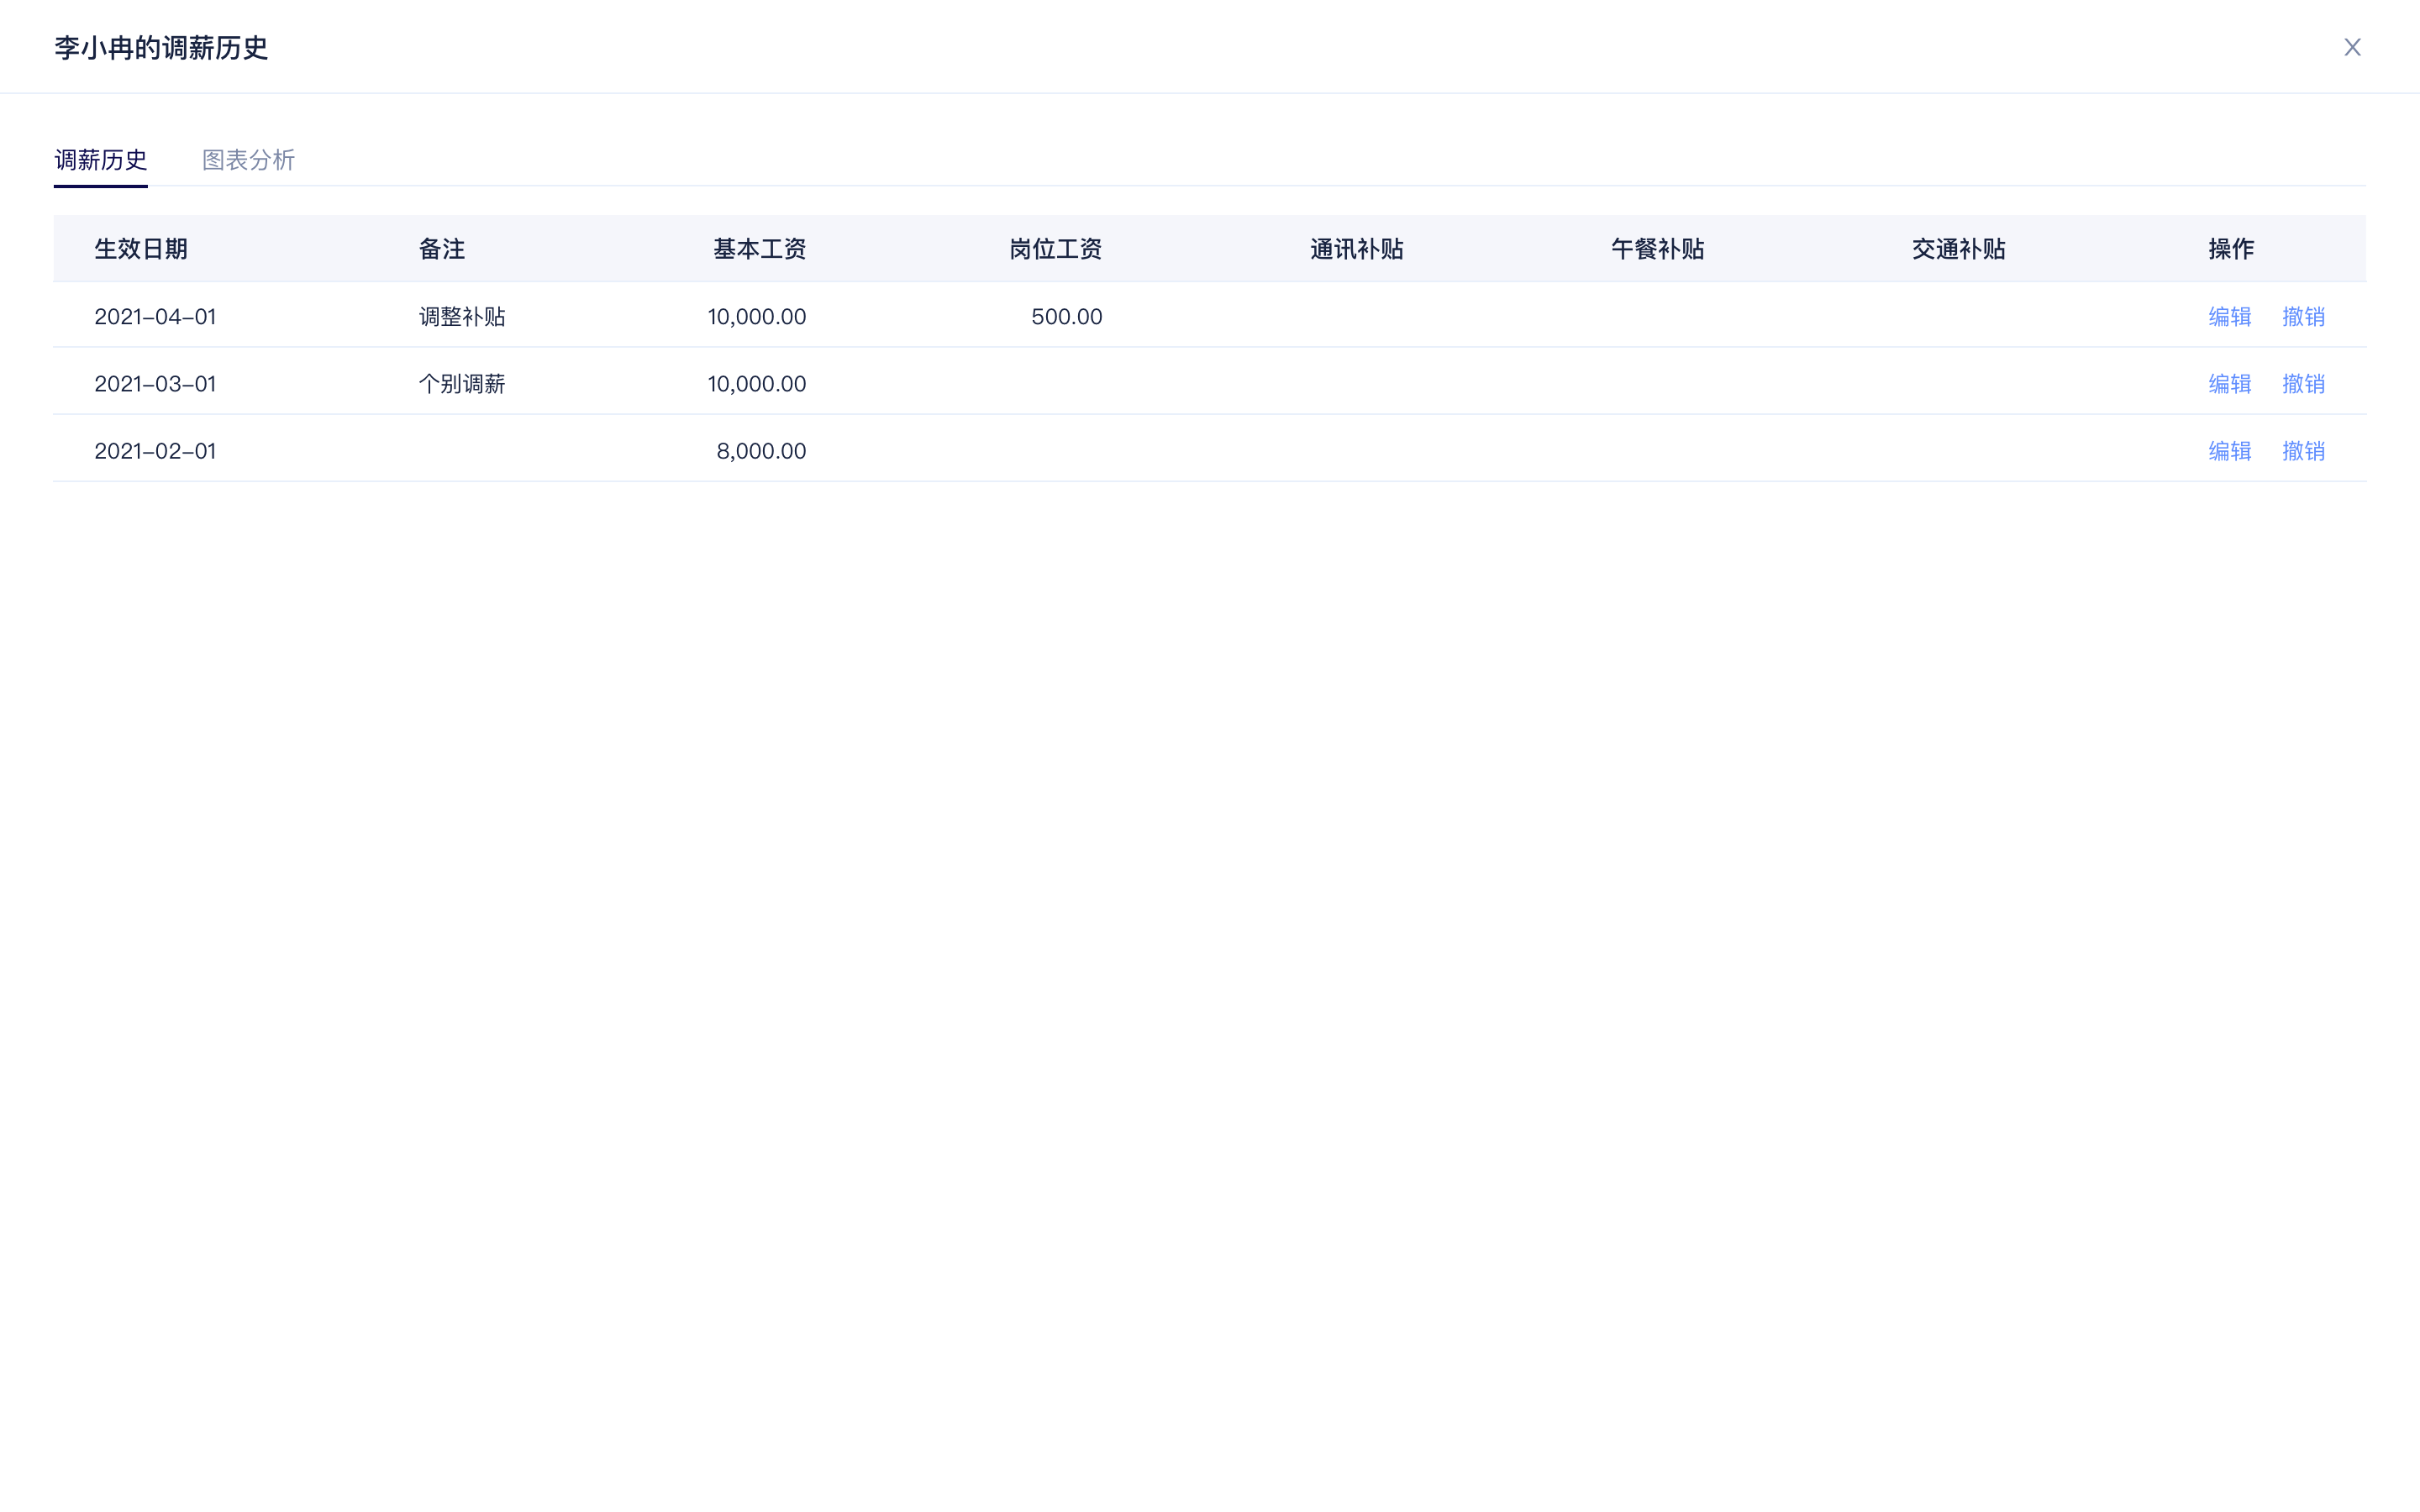 李小冉的调薪历史
调薪历史 图表分析
生效日期 备注 基本工资 岗位工资 通讯补贴 午餐补贴 交通补贴 操作
2021-04-01 调整补贴 10,000.00 500.00 编辑 撤销
2021-03-01 个别调薪 10,000.00 编辑 撤销
2021-02-01 8,000.00 编辑 撤销